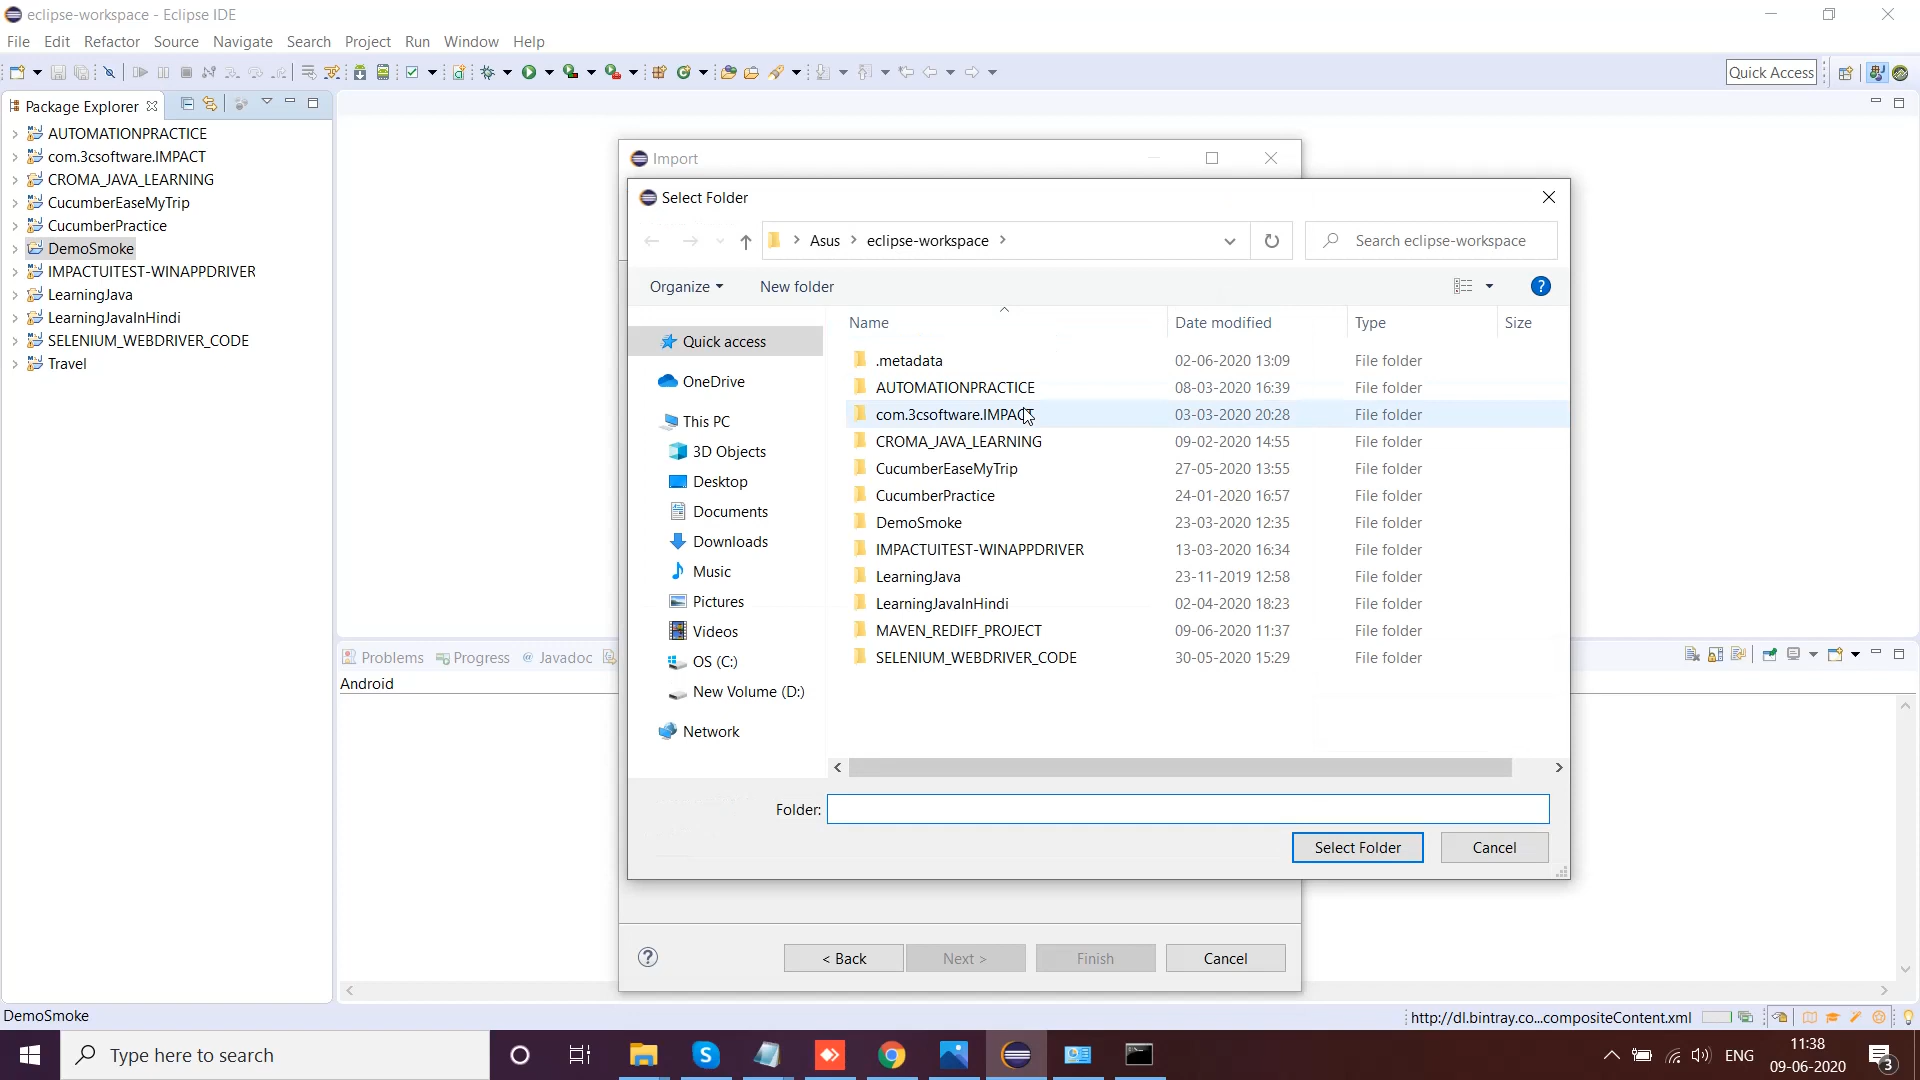 eclipse-workspace - Eclipse IDE
File Edit Refactor Source Navigate Search Project Run Window Help
Quick Access
Package Explorer
AUTOMATIONPRACTICE
com.3csoftware.IMPACT
CROMA_JAVA_LEARNING
CucumberEaseMyTrip
CucumberPractice
DemoSmoke
IMPACTUITEST-WINAPPDRIVER
LearningJava
LearningJavaInHindi
SELENIUM_WEBDRIVER_CODE
Travel
Import
Select Folder
Asus eclipse-workspace
Search eclipse-workspace
Organize New folder
?
Name Date modified Type Size
Quick access
OneDrive
This PC
3D Objects
Desktop
Documents
Downloads
Music
Pictures
Videos
OS (C:)
New Volume (D:)
Network
.metadata 02-06-2020 13:09 File folder
AUTOMATIONPRACTICE 08-03-2020 16:39 File folder
com.3csoftware.IMPACT 03-03-2020 20:28 File folder
CROMA_JAVA_LEARNING 09-02-2020 14:55 File folder
CucumberEaseMyTrip 27-05-2020 13:55 File folder
CucumberPractice 24-01-2020 16:57 File folder
DemoSmoke 23-03-2020 12:35 File folder
IMPACTUITEST-WINAPPDRIVER 13-03-2020 16:34 File folder
LearningJava 23-11-2019 12:58 File folder
LearningJavaInHindi 02-04-2020 18:23 File folder
MAVEN_REDIFF_PROJECT 09-06-2020 11:37 File folder
SELENIUM_WEBDRIVER_CODE 30-05-2020 15:29 File folder
Folder:
Select Folder Cancel
Problems Progress @ Javadoc
Android
? < Back Next > Finish Cancel
DemoSmoke
http://dl.bintray.co...compositeContent.xml
Type here to search
ENG
11:38
09-06-2020
3